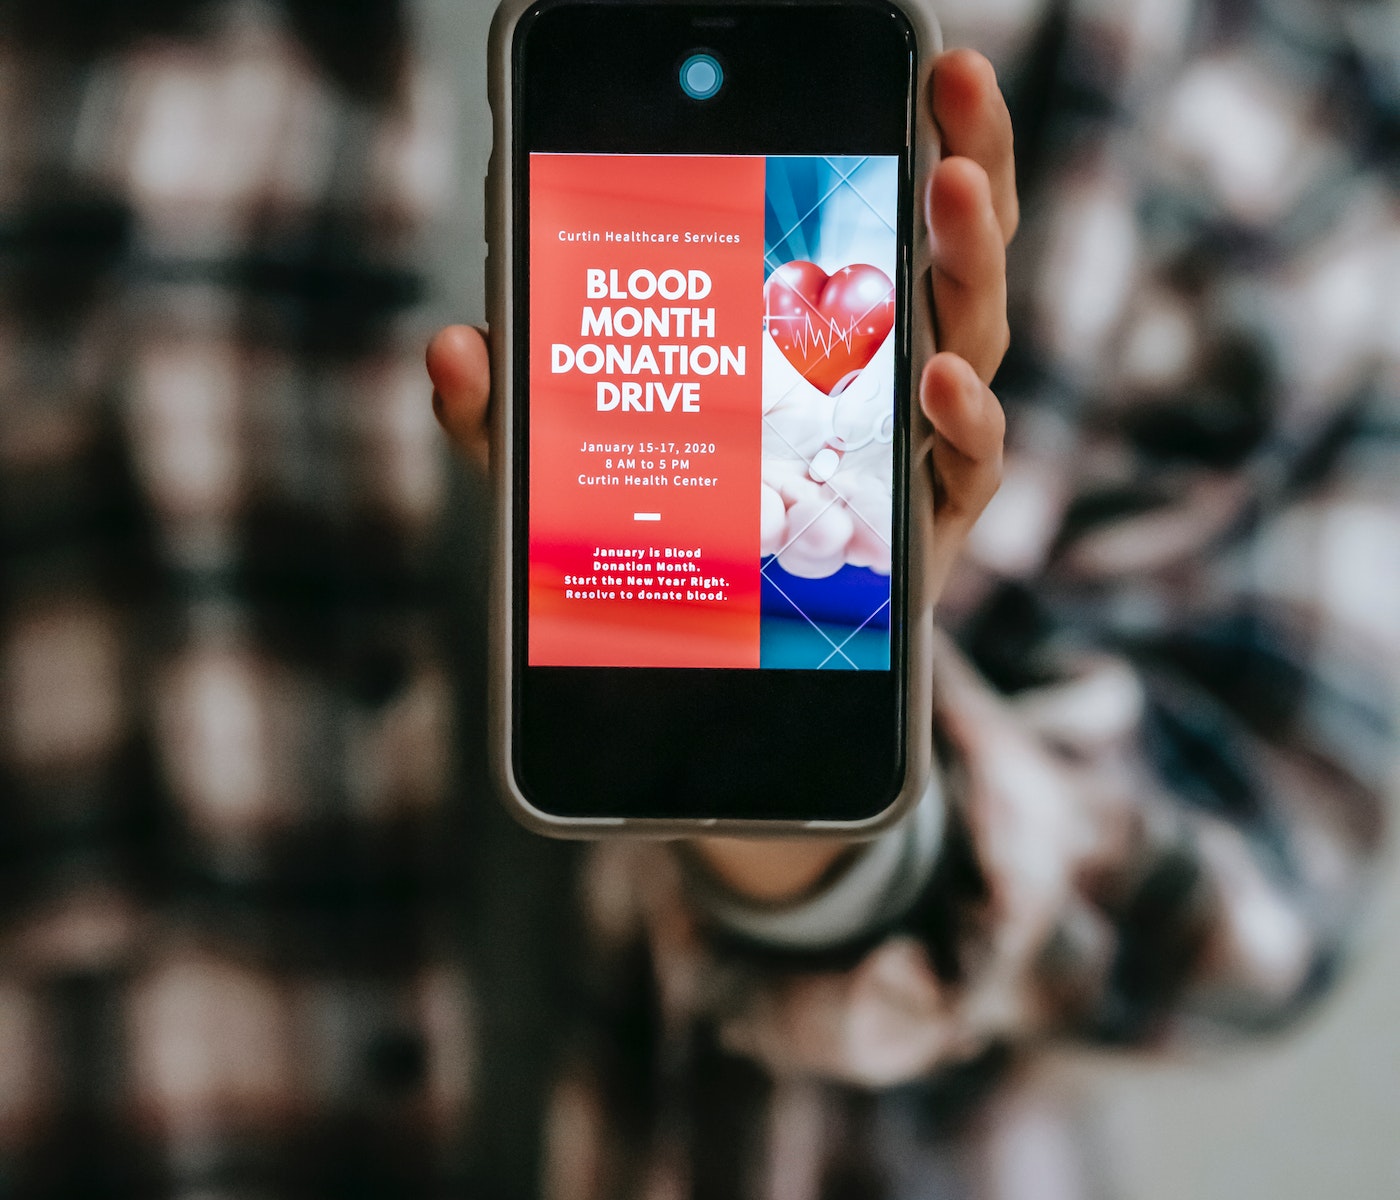 Curtin Healthcare Services
BLOOD
MONTH
DONATION
DRIVE
January 15-17, 2020
8 AM to 5 PM
Curtin Health Center
January is Blood
Donation Month.
Start the New Year Right.
Resolve to donate blood.